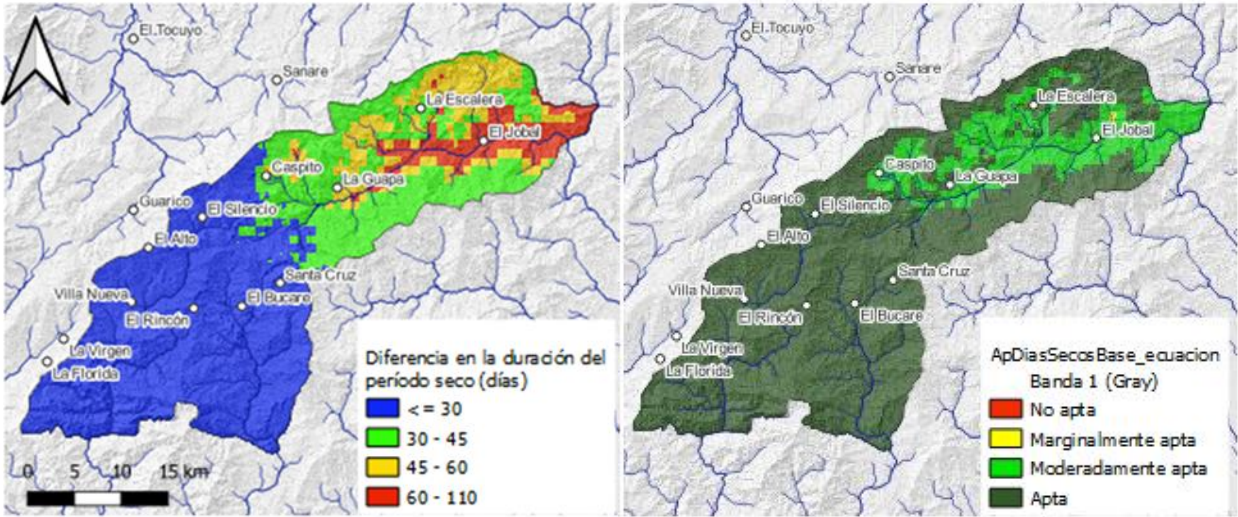 El Tocuyo
Sanare
La Escalera
El Jobal
Caspito
La Guapa
Guarico
El Silencio
El Alto
Santa Cruz
Villa Nueva
El Bucare
El Rincón
La Virgen
La Florida
Diferencia en la duración del
período seco (días)
<= 30
30 - 45
45 - 60
60 - 110
0 5 10 15 km
El Tocuyo
Sanare
La Escalera
El Jobal
Caspito
La Guapa
Guarico
El Silencio
El Alto
Santa Cruz
Villa Nueva
El Rincón
El Bucare
La Virgen
La Florida
ApDiasSecosBase_ecuacion
Banda 1 (Gray)
No apta
Marginalmente apta
Moderadamente apta
Apta